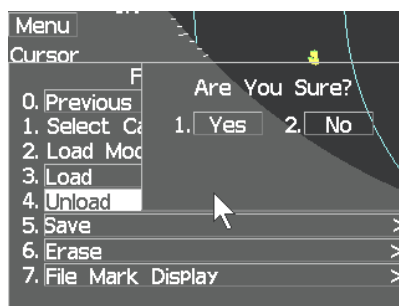 Menu
Cursor
F
Are You Sure?
0. Previous
1. Select Ca
1. Yes 2. No
2. Load Mod
3. Load
4. Unload
5. Save >
6. Erase >
7. File Mark Display >